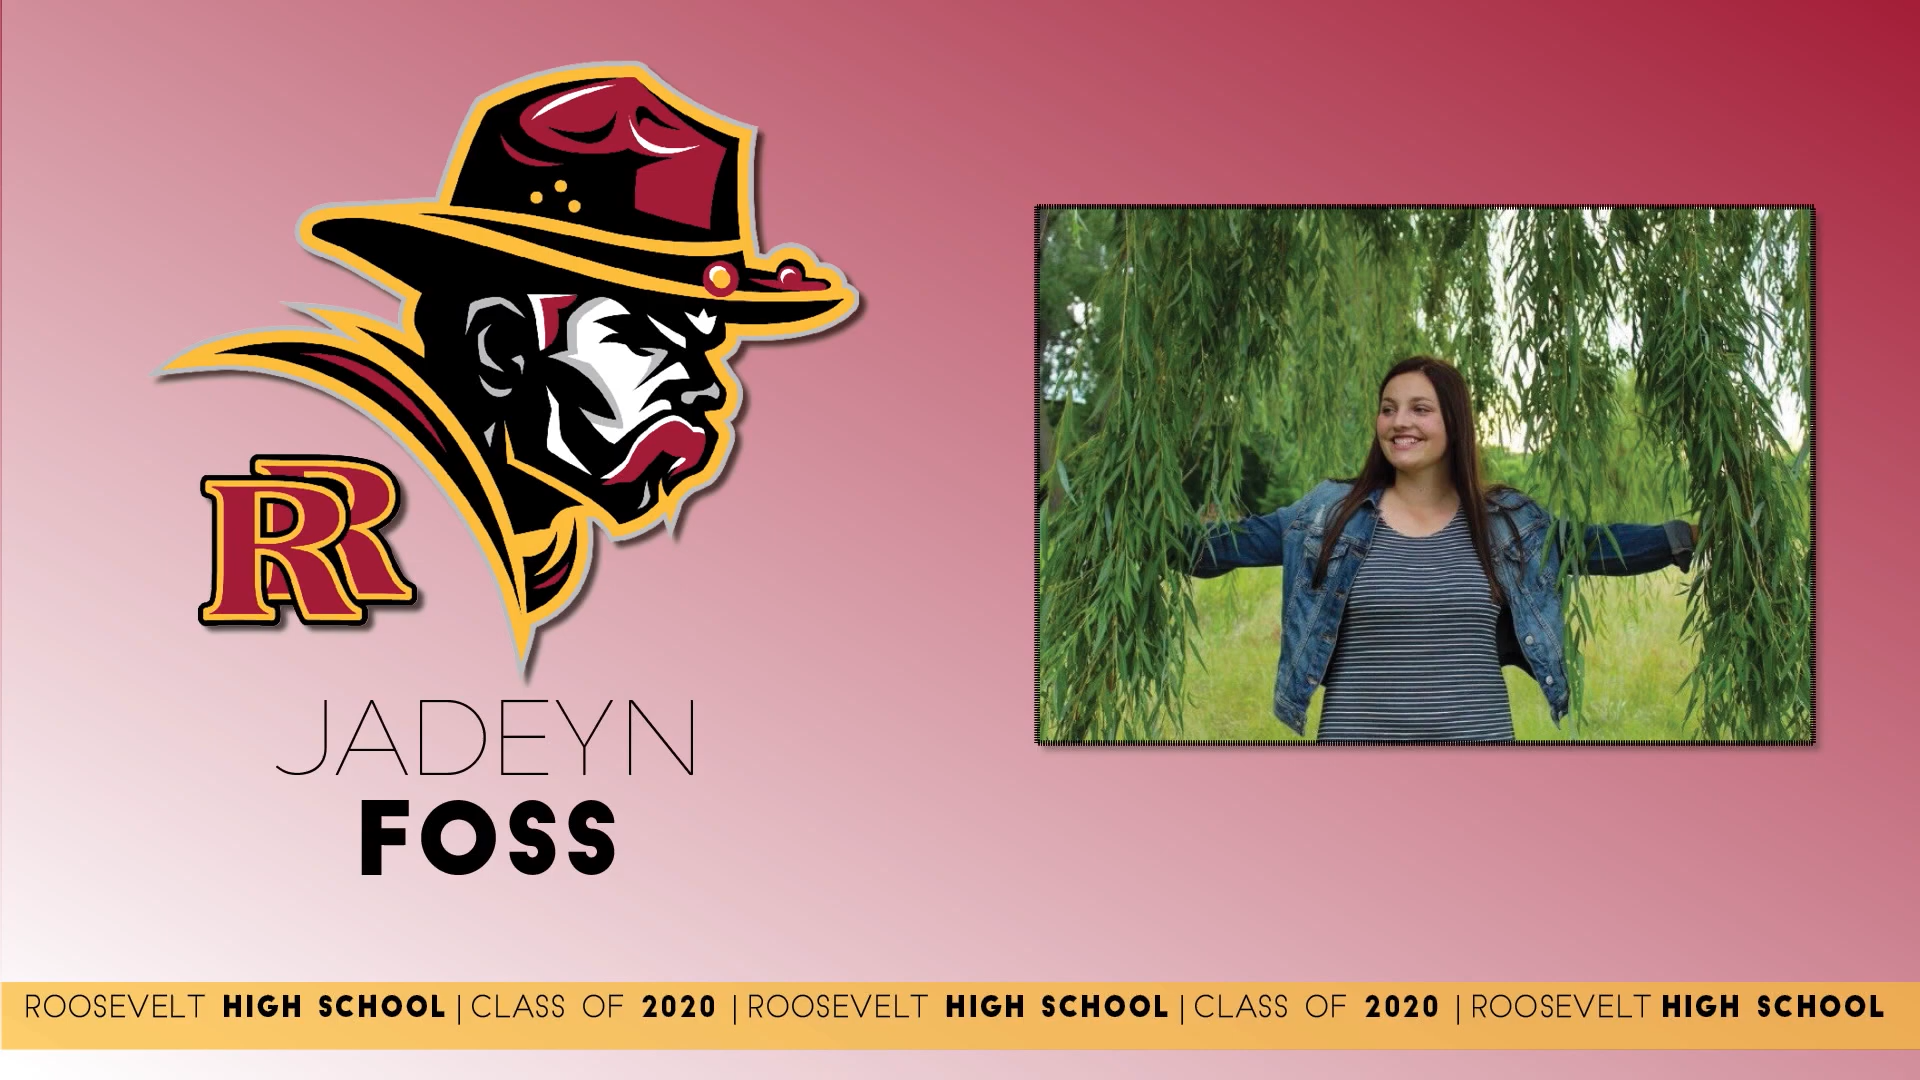 RR
JADEYN
FOSS
ROOSEVELT HIGH SCHOOL | CLASS OF 2020 | ROOSEVELT HIGH SCHOOL | CLASS OF 2020 | ROOSEVELT HIGH SCHOOL